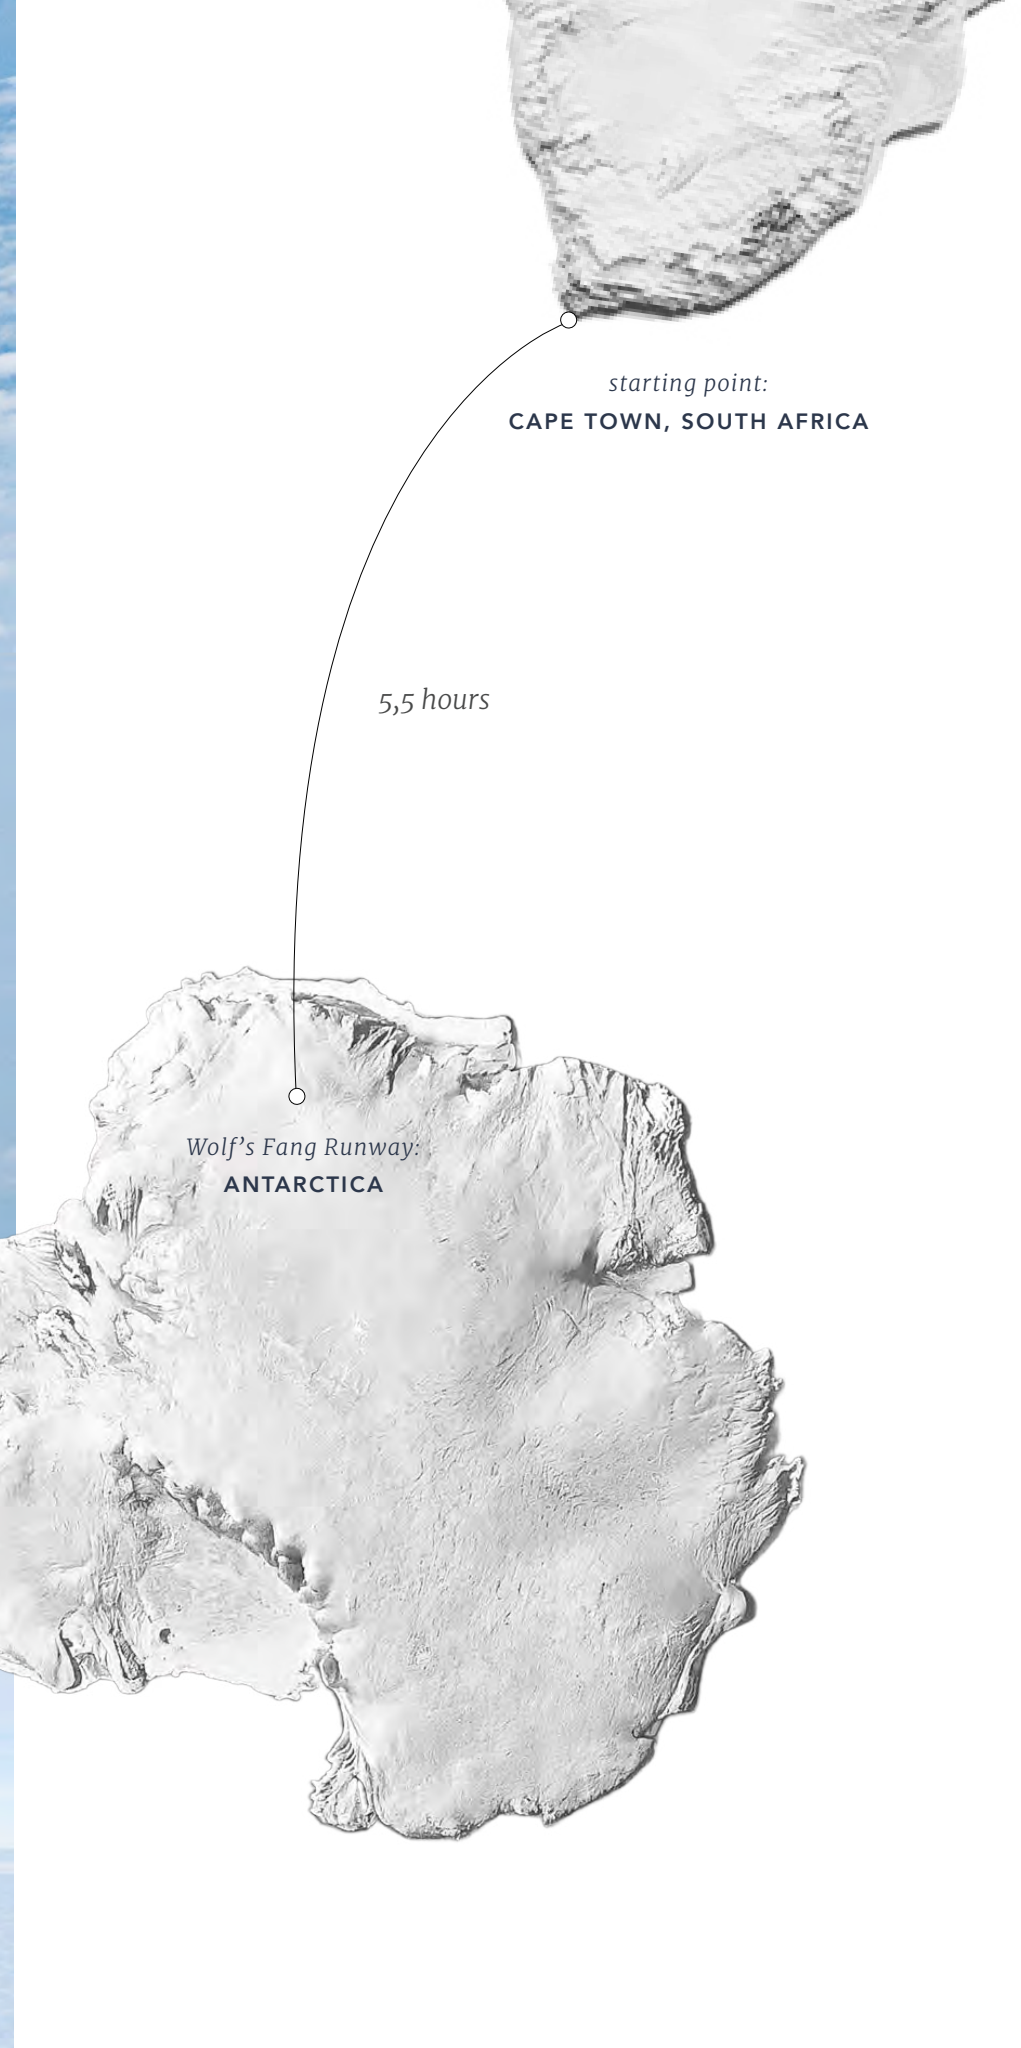 starting point:
CAPE TOWN, SOUTH AFRICA
5,5 hours
Wolf’s Fang Runway:
ANTARCTICA